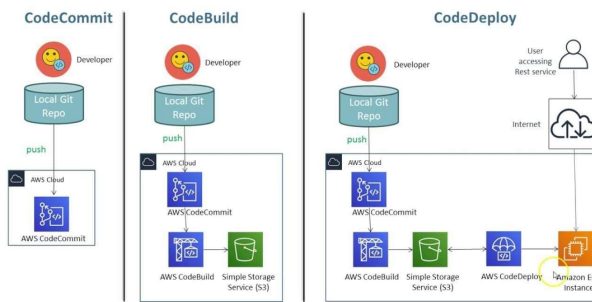 CodeCommit
Developer
Local Git
Repo
push
AWS Cloud
AWS CodeCommit
CodeBuild
Developer
Local Git
Repo
push
AWS Cloud
AWS CodeCommit
AWS CodeBuild
Simple Storage
Service (S3)
CodeDeploy
Developer
Local Git
Repo
push
AWS Cloud
AWS CodeCommit
AWS CodeBuild
Simple Storage
Service (S3)
AWS CodeDeploy
User
accessing
Rest service
Internet
Amazon
Instance